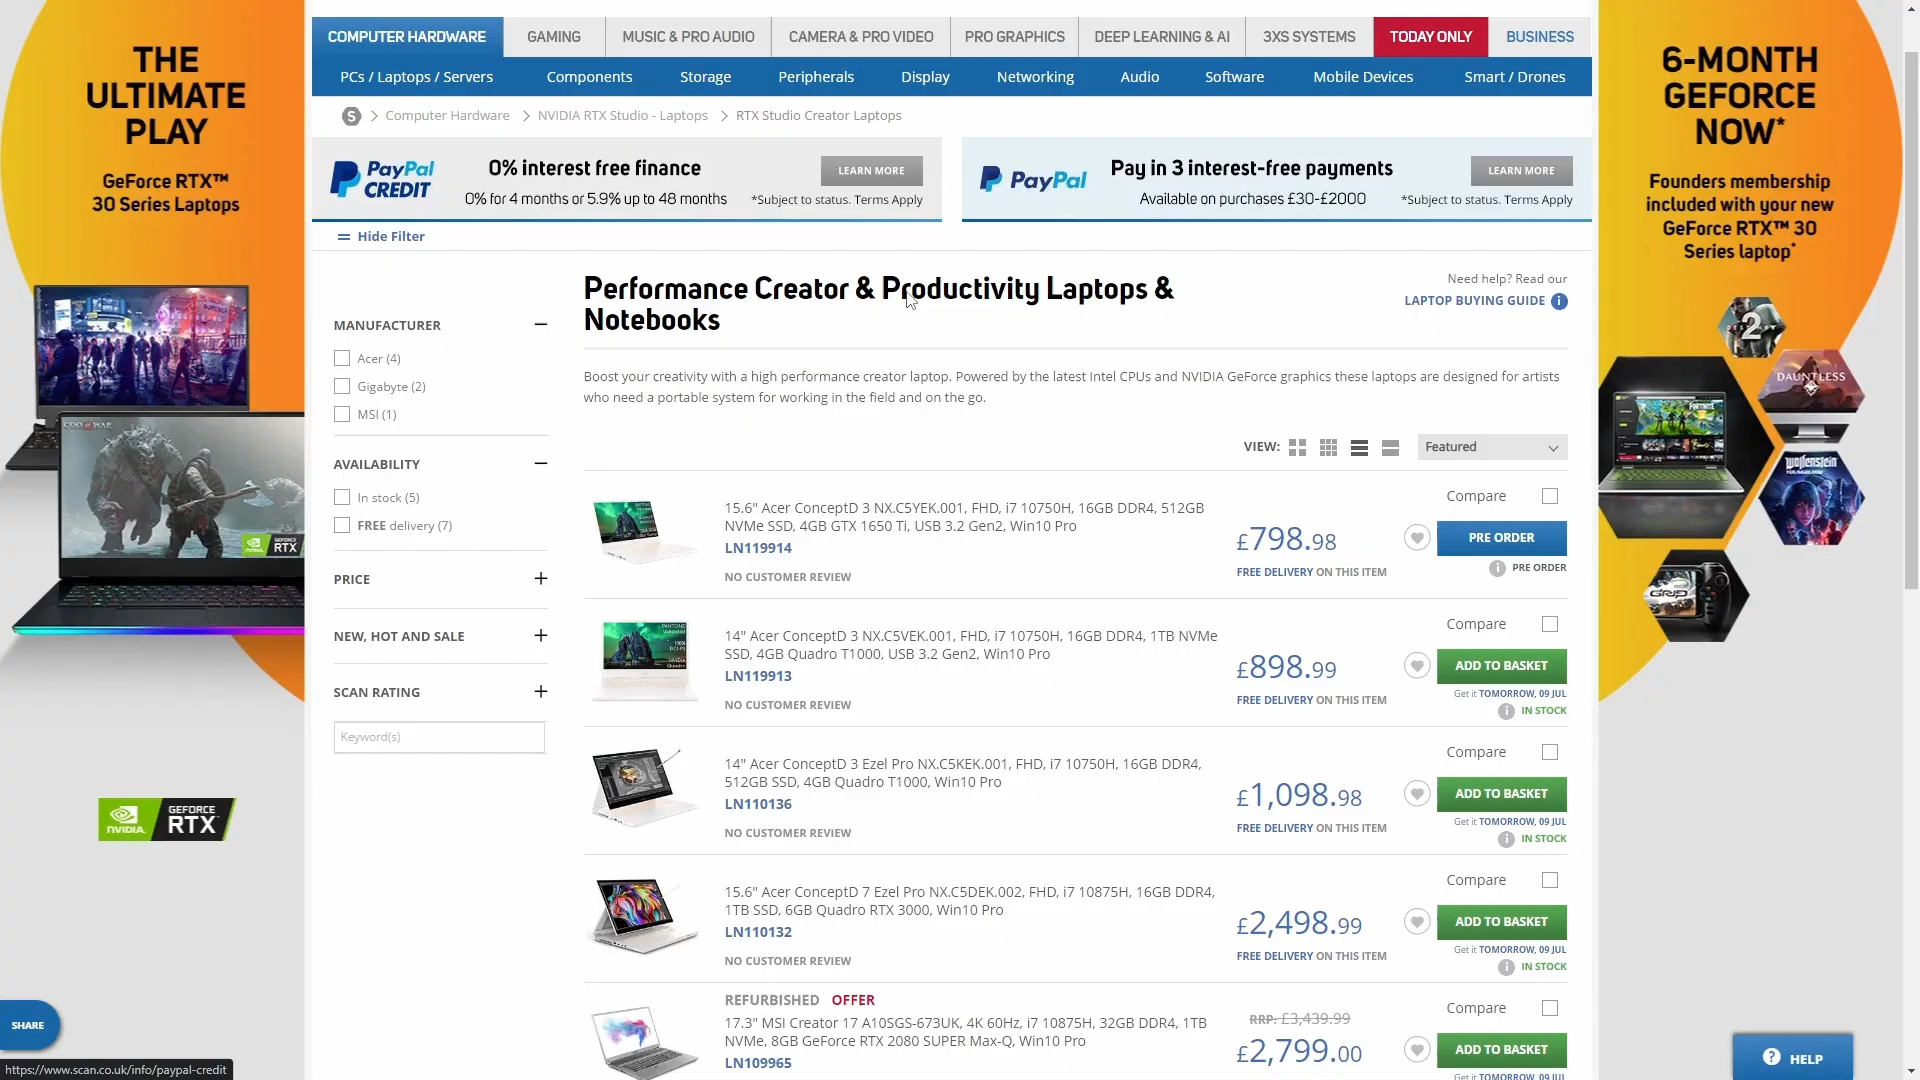 THE
ULTIMATE
PLAY
GeForce RTX™
30 Series Laptops
NVIDIA.
GEFORCE
RTX
COMPUTER HARDWARE
GAMING
MUSIC & PRO AUDIO
CAMERA & PRO VIDEO
PRO GRAPHICS
DEEP LEARNING & AI
3XS SYSTEMS
TODAY ONLY
BUSINESS
PCs / Laptops / Servers
Components
Storage
Peripherals
Display
Networking
Audio
Software
Mobile Devices
Smart / Drones
S > Computer Hardware > NVIDIA RTX Studio - Laptops > RTX Studio Creator Laptops
PayPal
CREDIT
0% interest free finance
0% for 4 months or 5.9% up to 48 months
LEARN MORE
*Subject to status. Terms Apply
PayPal
Pay in 3 interest-free payments
Available on purchases £30-£2000
LEARN MORE
*Subject to status. Terms Apply
Hide Filter
MANUFACTURER
Acer (4)
Gigabyte (2)
MSI (1)
AVAILABILITY
In stock (5)
FREE delivery (7)
PRICE
NEW, HOT AND SALE
SCAN RATING
Keyword(s)
Performance Creator & Productivity Laptops &
Notebooks
Need help? Read our
LAPTOP BUYING GUIDE
Boost your creativity with a high performance creator laptop. Powered by the latest Intel CPUs and NVIDIA GeForce graphics these laptops are designed for artists
who need a portable system for working in the field and on the go.
VIEW:
Featured
15.6" Acer ConceptD 3 NX.C5YEK.001, FHD, i7 10750H, 16GB DDR4, 512GB
NVMe SSD, 4GB GTX 1650 Ti, USB 3.2 Gen2, Win10 Pro
LN119914
NO CUSTOMER REVIEW
£798.98
FREE DELIVERY ON THIS ITEM
Compare
PRE ORDER
PRE ORDER
14" Acer ConceptD 3 NX.C5VEK.001, FHD, i7 10750H, 16GB DDR4, 1TB NVMe
SSD, 4GB Quadro T1000, USB 3.2 Gen2, Win10 Pro
LN119913
NO CUSTOMER REVIEW
£898.99
FREE DELIVERY ON THIS ITEM
Compare
ADD TO BASKET
Get it TOMORROW, 09 JUL
IN STOCK
14" Acer ConceptD 3 Ezel Pro NX.C5KEK.001, FHD, i7 10750H, 16GB DDR4,
512GB SSD, 4GB Quadro T1000, Win10 Pro
LN110136
NO CUSTOMER REVIEW
£1,098.98
FREE DELIVERY ON THIS ITEM
Compare
ADD TO BASKET
Get it TOMORROW, 09 JUL
IN STOCK
15.6" Acer ConceptD 7 Ezel Pro NX.C5DEK.002, FHD, i7 10875H, 16GB DDR4,
1TB SSD, 6GB Quadro RTX 3000, Win10 Pro
LN110132
NO CUSTOMER REVIEW
£2,498.99
FREE DELIVERY ON THIS ITEM
Compare
ADD TO BASKET
Get it TOMORROW, 09 JUL
IN STOCK
REFURBISHED OFFER
17.3" MSI Creator 17 A10SGS-673UK, 4K 60Hz, i7 10875H, 32GB DDR4, 1TB
NVMe, 8GB GeForce RTX 2080 SUPER Max-Q, Win10 Pro
LN109965
RRP: £3,439.99
£2,799.00
Compare
ADD TO BASKET
Get it TOMORROW, 09 JUL
6-MONTH
GEFORCE
NOW*
Founders membership
included with your new
GeForce RTX™ 30
Series laptop*
DAUNTLESS
Wolfenstein
YOUNGBLOOD
GRIP
FORTNITE
SHARE
HELP
https://www.scan.co.uk/info/paypal-credit